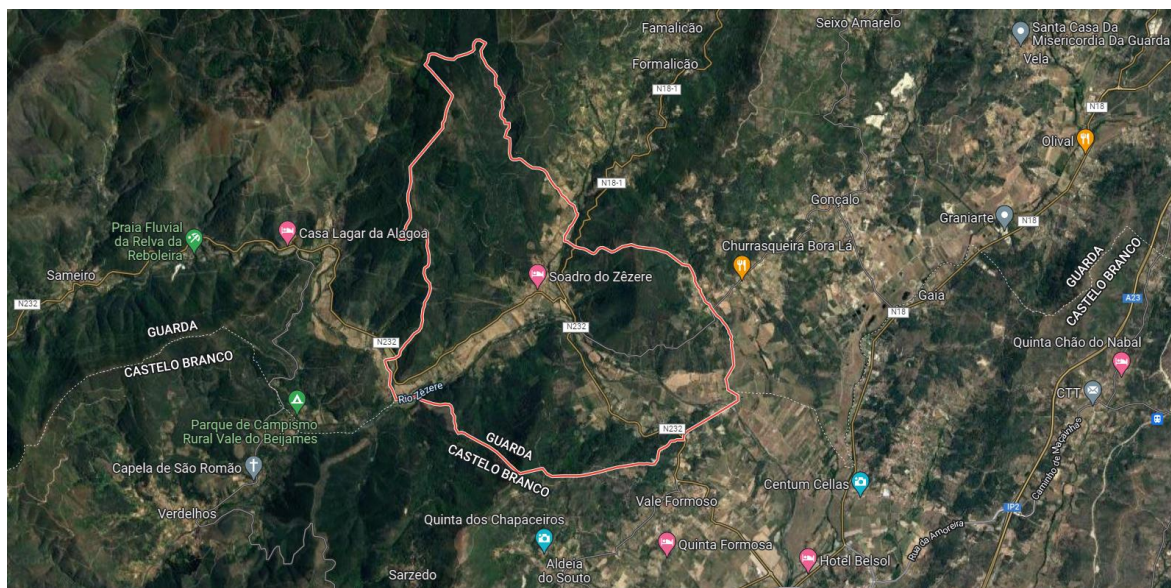 Famalicão
Formalicão
N18-1
Seixo Amarelo
Santa Casa Da
Misericordia Da Guarda
Vela
N18
Olival
N18-1
Gonçalo
Graniarte
N18
Praia Fluvial
da Relva da
Reboleira
Casa Lagar da Alagoa
Churrasqueira Bora Lá
Sameiro
Soadro do Zêzere
GUARDA
CASTELO BRANCO
N232
Gaia
A23
N18
GUARDA
CASTELO BRANCO
N232
N232
Quinta Chão do Nabal
CTT
Rio Zêzere
Parque de Campismo
Rural Vale do Beijames
N232
GUARDA
CASTELO BRANCO
Capela de São Romão
Caminho de Maçainhas
Centum Cellas
Verdelhos
Vale Formoso
IP2
Quinta dos Chapaceiros
Rua da Amoreira
Quinta Formosa
Aldeia
do Souto
Hotel Belsol
Sarzedo